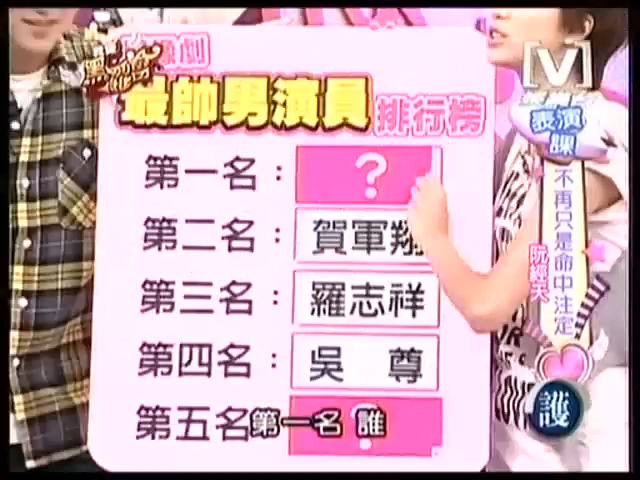 偶像劇
最帥男演員排行榜
第一名：？
第二名：賀軍翔
第三名：羅志祥
第四名：吳 尊
第五名
第一名 誰
[V]
表演課
不再只是命中注定
阮經天
護